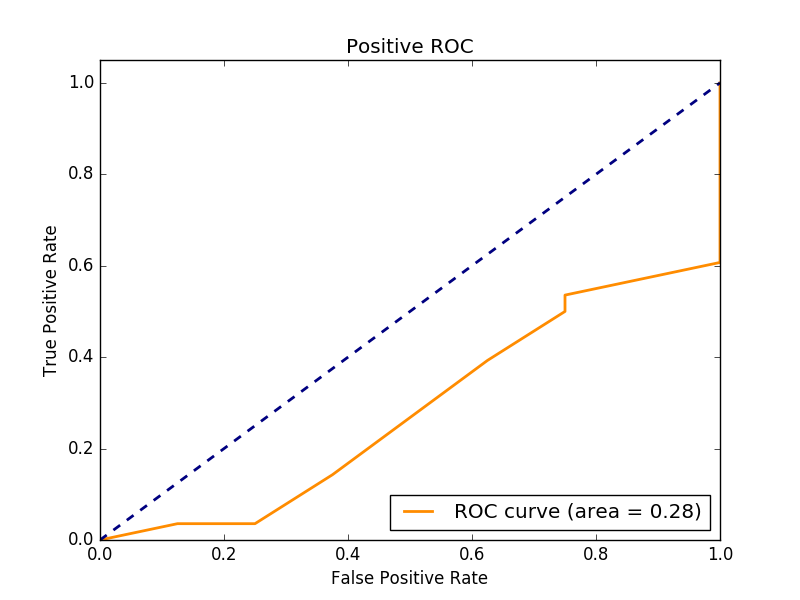 Positive ROC
1.0
0.8
0.6
0.4
0.2
0.0
True Positive Rate
ROC curve (area = 0.28)
0.0 0.2 0.4 0.6 0.8 1.0
False Positive Rate